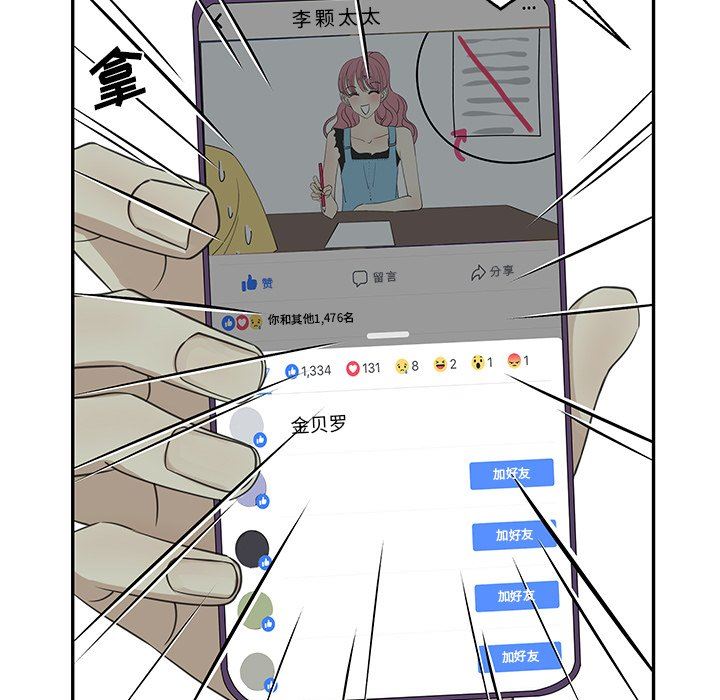 李颗太太
拿
赞 留言 分享
你和其他1,476名
1,334 131 8 2 1 1
金贝罗
加好友
加好友
加好友
加好友